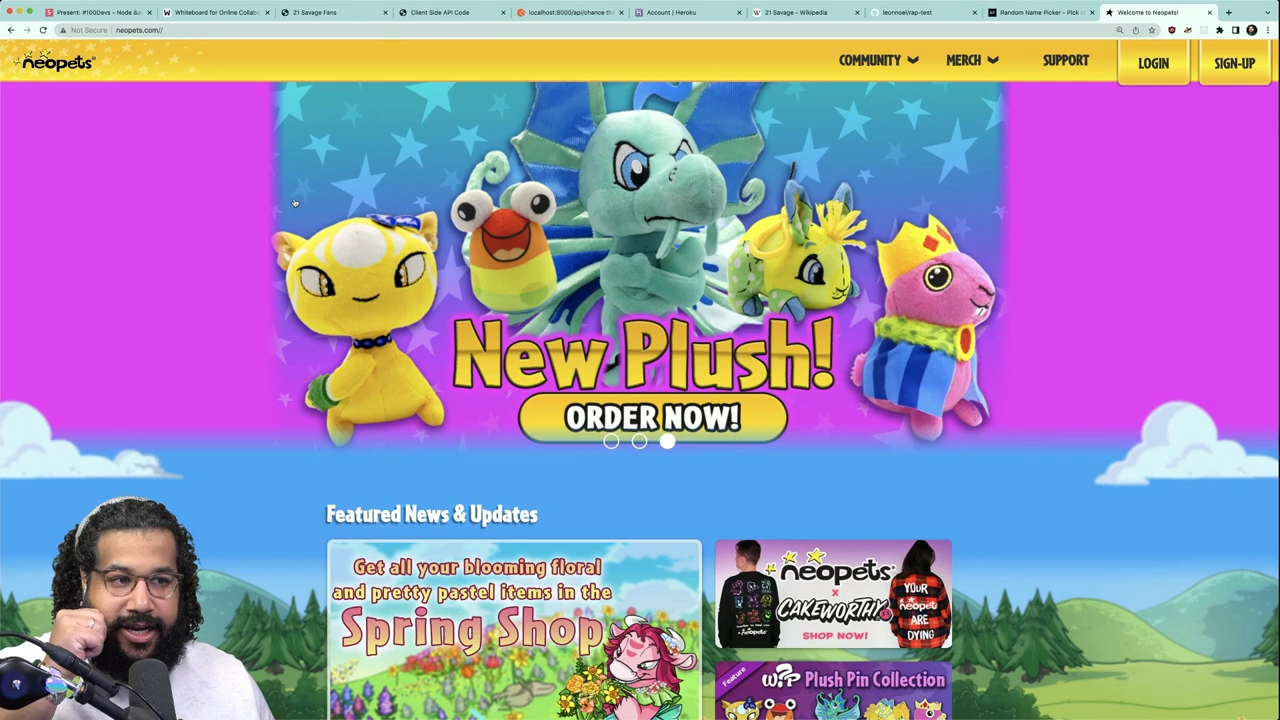 Present: #100Devs - Node &a
Whiteboard for Online Collabo
21 Savage Fans
Client Side API Code
localhost:8000/api/chance the
Account | Heroku
21 Savage - Wikipedia
leonnoel/rap-test
Random Name Picker - Pick r
Welcome to Neopets!
Not Secure | neopets.com//
neopets
COMMUNITY
MERCH
SUPPORT
LOGIN
SIGN-UP
New Plush!
ORDER NOW!
Featured News & Updates
Get all your blooming floral
and pretty pastel items in the
Spring Shop
neopets
x
CAKEWORTHY
SHOP NOW!
YOUR
neopet
ARE
DYING
Feature
Plush Pin Collection